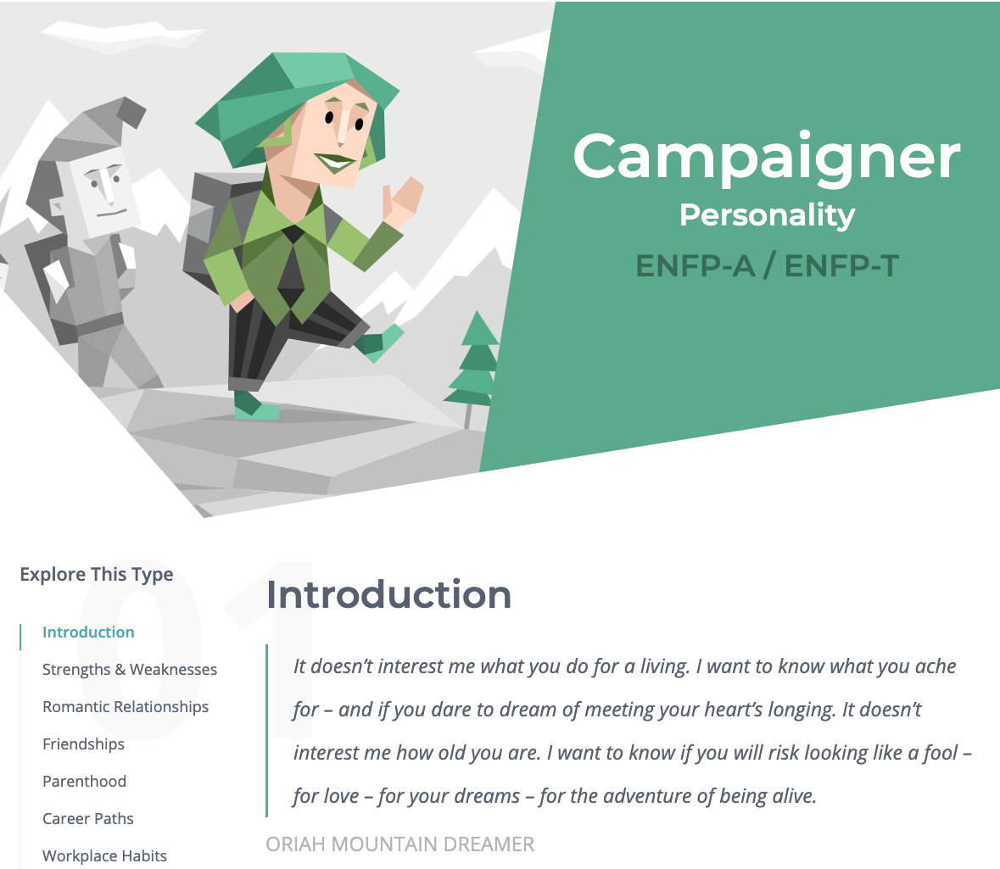 Campaigner
Personality
ENFP-A / ENFP-T
01
Explore This Type
Introduction
Strengths & Weaknesses
Romantic Relationships
Friendships
Parenthood
Career Paths
Workplace Habits
Introduction
It doesn’t interest me what you do for a living. I want to know what you ache
for – and if you dare to dream of meeting your heart’s longing. It doesn’t
interest me how old you are. I want to know if you will risk looking like a fool –
for love – for your dreams – for the adventure of being alive.
ORIAH MOUNTAIN DREAMER